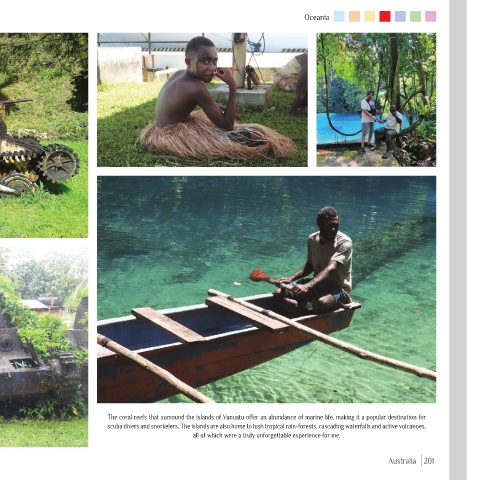 Oceania
The coral reefs that surround the islands of Vanuatu offer an abundance of marine life, making it a popular destination for
scuba divers and snorkelers. The islands are also home to lush tropical rain-forests, cascading waterfalls and active volcanoes,
all of which were a truly unforgettable experience for me.
Australia | 201